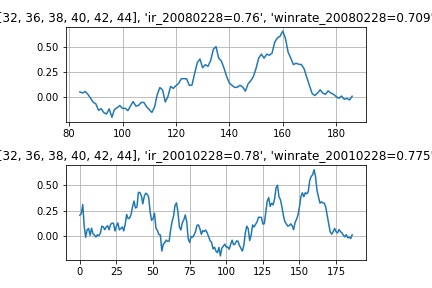 [32, 36, 38, 40, 42, 44], 'ir_20080228=0.76', 'winrate_20080228=0.709'
0.50
0.25
0.00
80 100 120 140 160 180
[32, 36, 38, 40, 42, 44], 'ir_20010228=0.78', 'winrate_20010228=0.775'
0.50
0.25
0.00
0 25 50 75 100 125 150 175